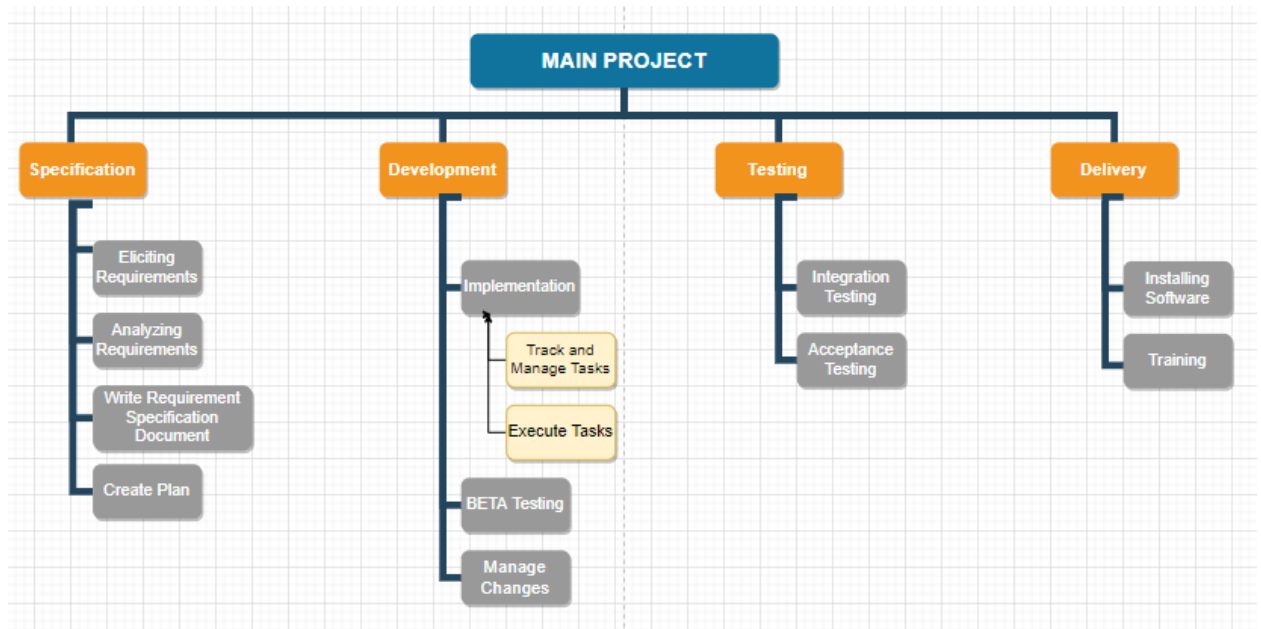 MAIN PROJECT
Specification
Development
Testing
Delivery
Eliciting
Requirements
Analyzing
Requirements
Write Requirement
Specification
Document
Create Plan
Implementation
Track and
Manage Tasks
Execute Tasks
BETA Testing
Manage
Changes
Integration
Testing
Acceptance
Testing
Installing
Software
Training